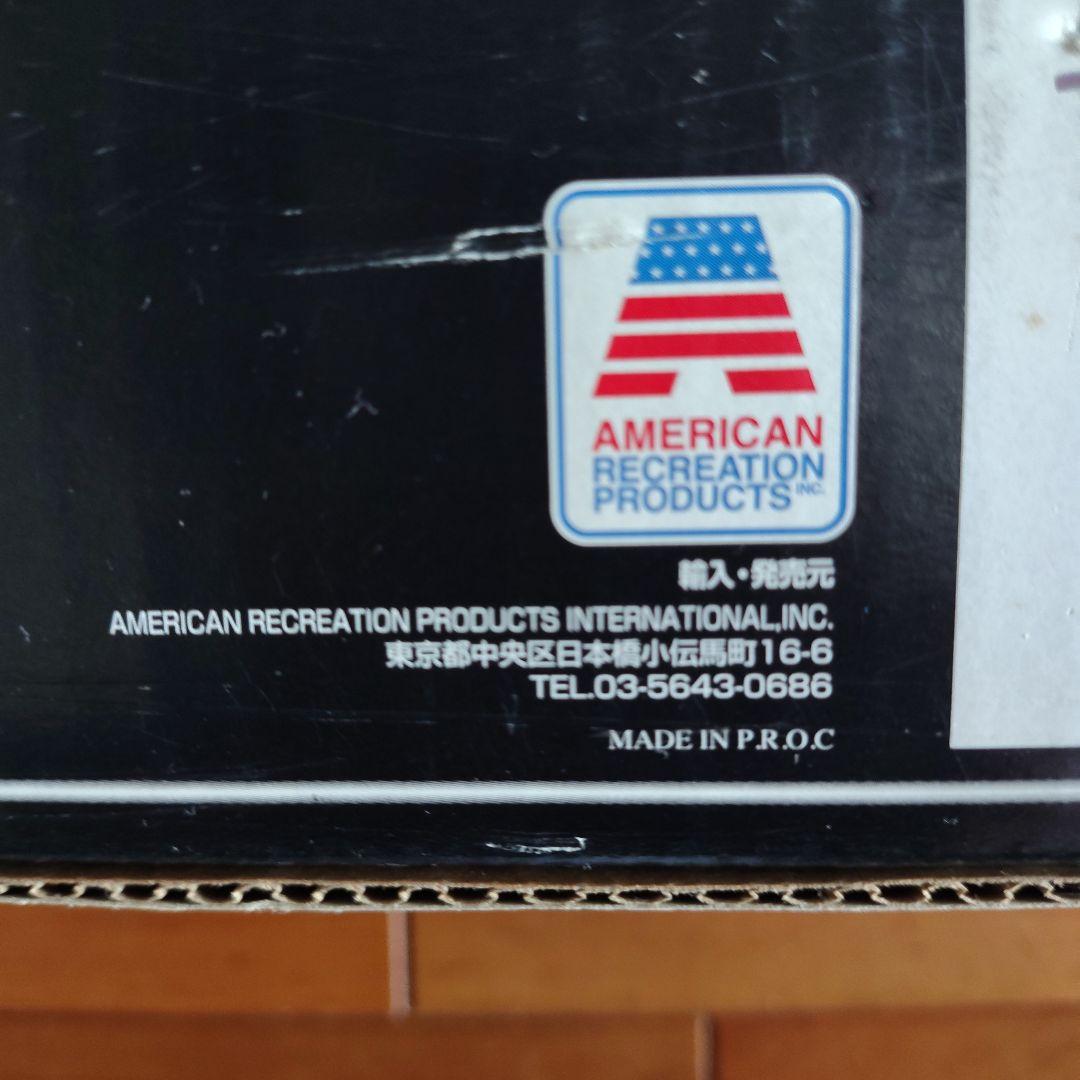 AMERICAN
RECREATION
PRODUCTS INC.
輸入・発売元
AMERICAN RECREATION PRODUCTS INTERNATIONAL,INC.
東京都中央区日本橋小伝馬町16-6
TEL.03-5643-0686
MADE IN P.R.O.C